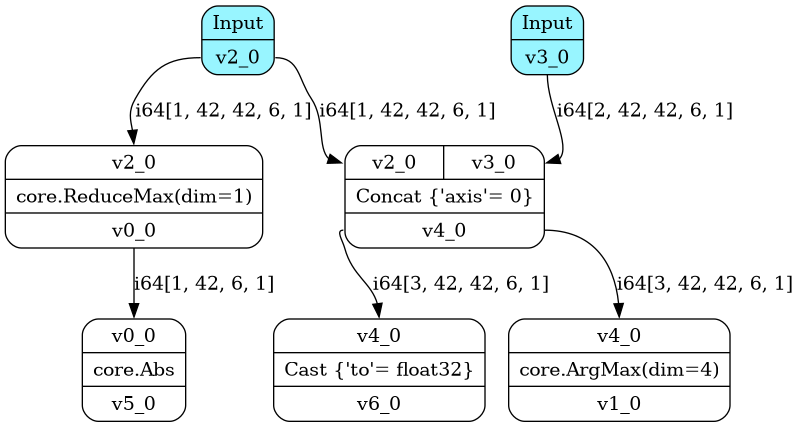 Input
v2_0
Input
v3_0
i64[1, 42, 42, 6, 1]
i64[1, 42, 42, 6, 1]
i64[2, 42, 42, 6, 1]
v2_0
core.ReduceMax(dim=1)
v0_0
v2_0 v3_0
Concat {'axis'= 0}
v4_0
i64[1, 42, 6, 1]
i64[3, 42, 42, 6, 1]
i64[3, 42, 42, 6, 1]
v0_0
core.Abs
v5_0
v4_0
Cast {'to'= float32}
v6_0
v4_0
core.ArgMax(dim=4)
v1_0